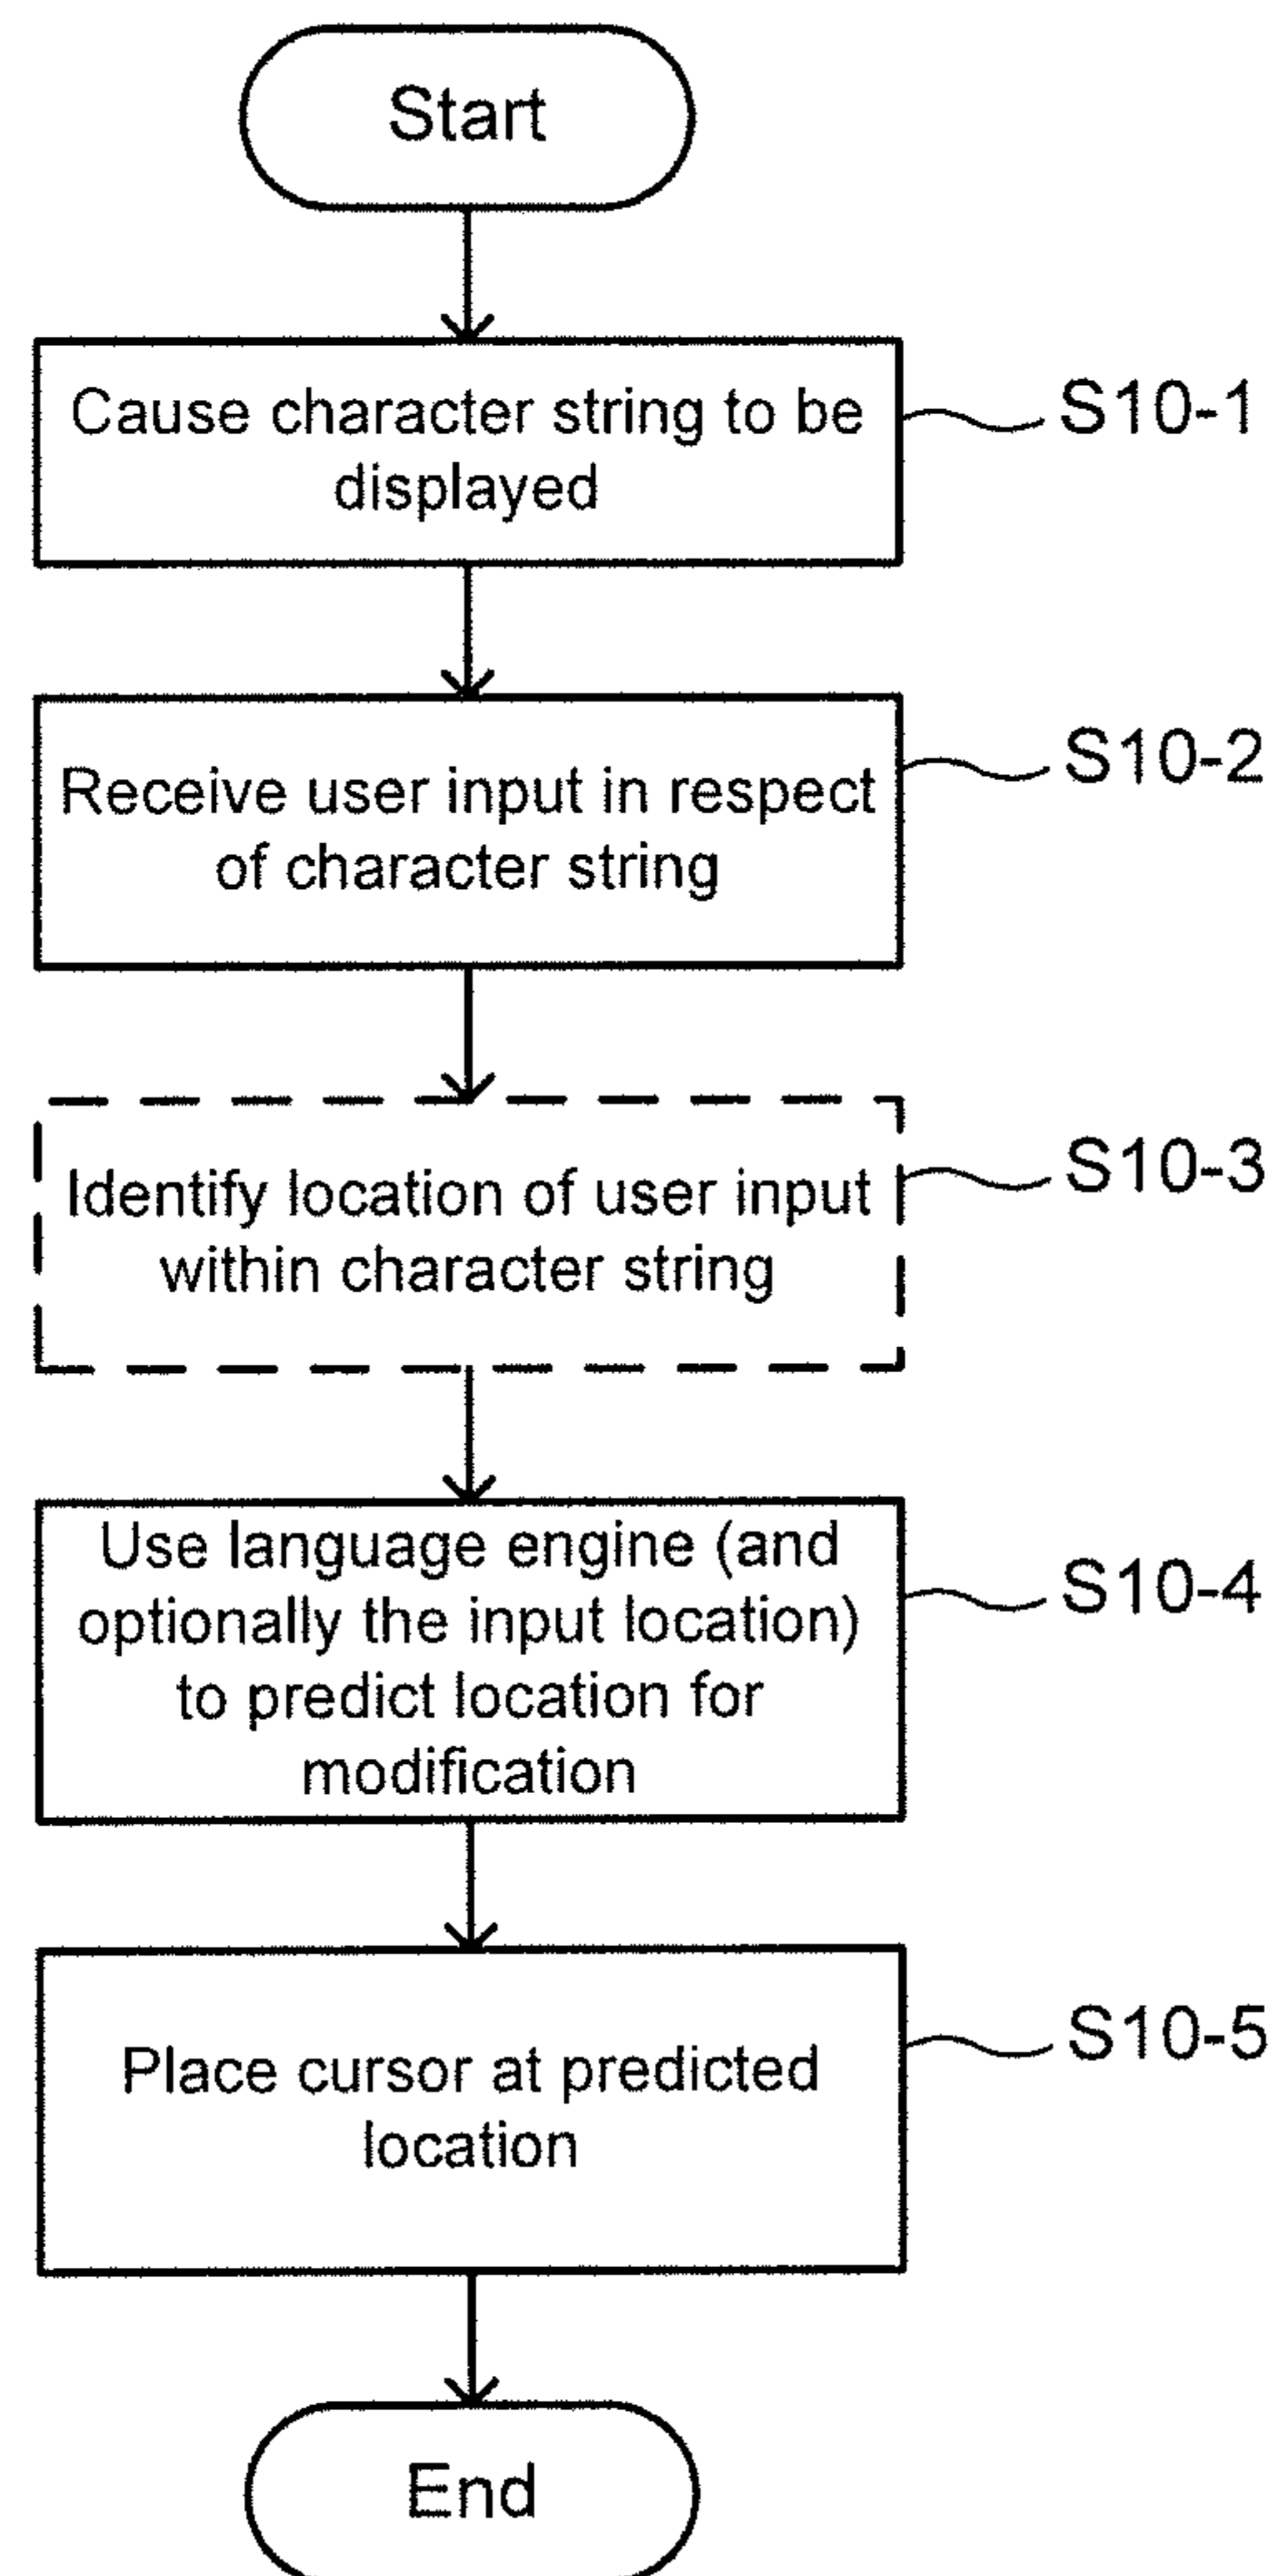 Start
Cause character string to be
displayed
S10-1
Receive user input in respect
of character string
S10-2
Identify location of user input
within character string
S10-3
Use language engine (and
optionally the input location)
to predict location for
modification
S10-4
Place cursor at predicted
location
S10-5
End